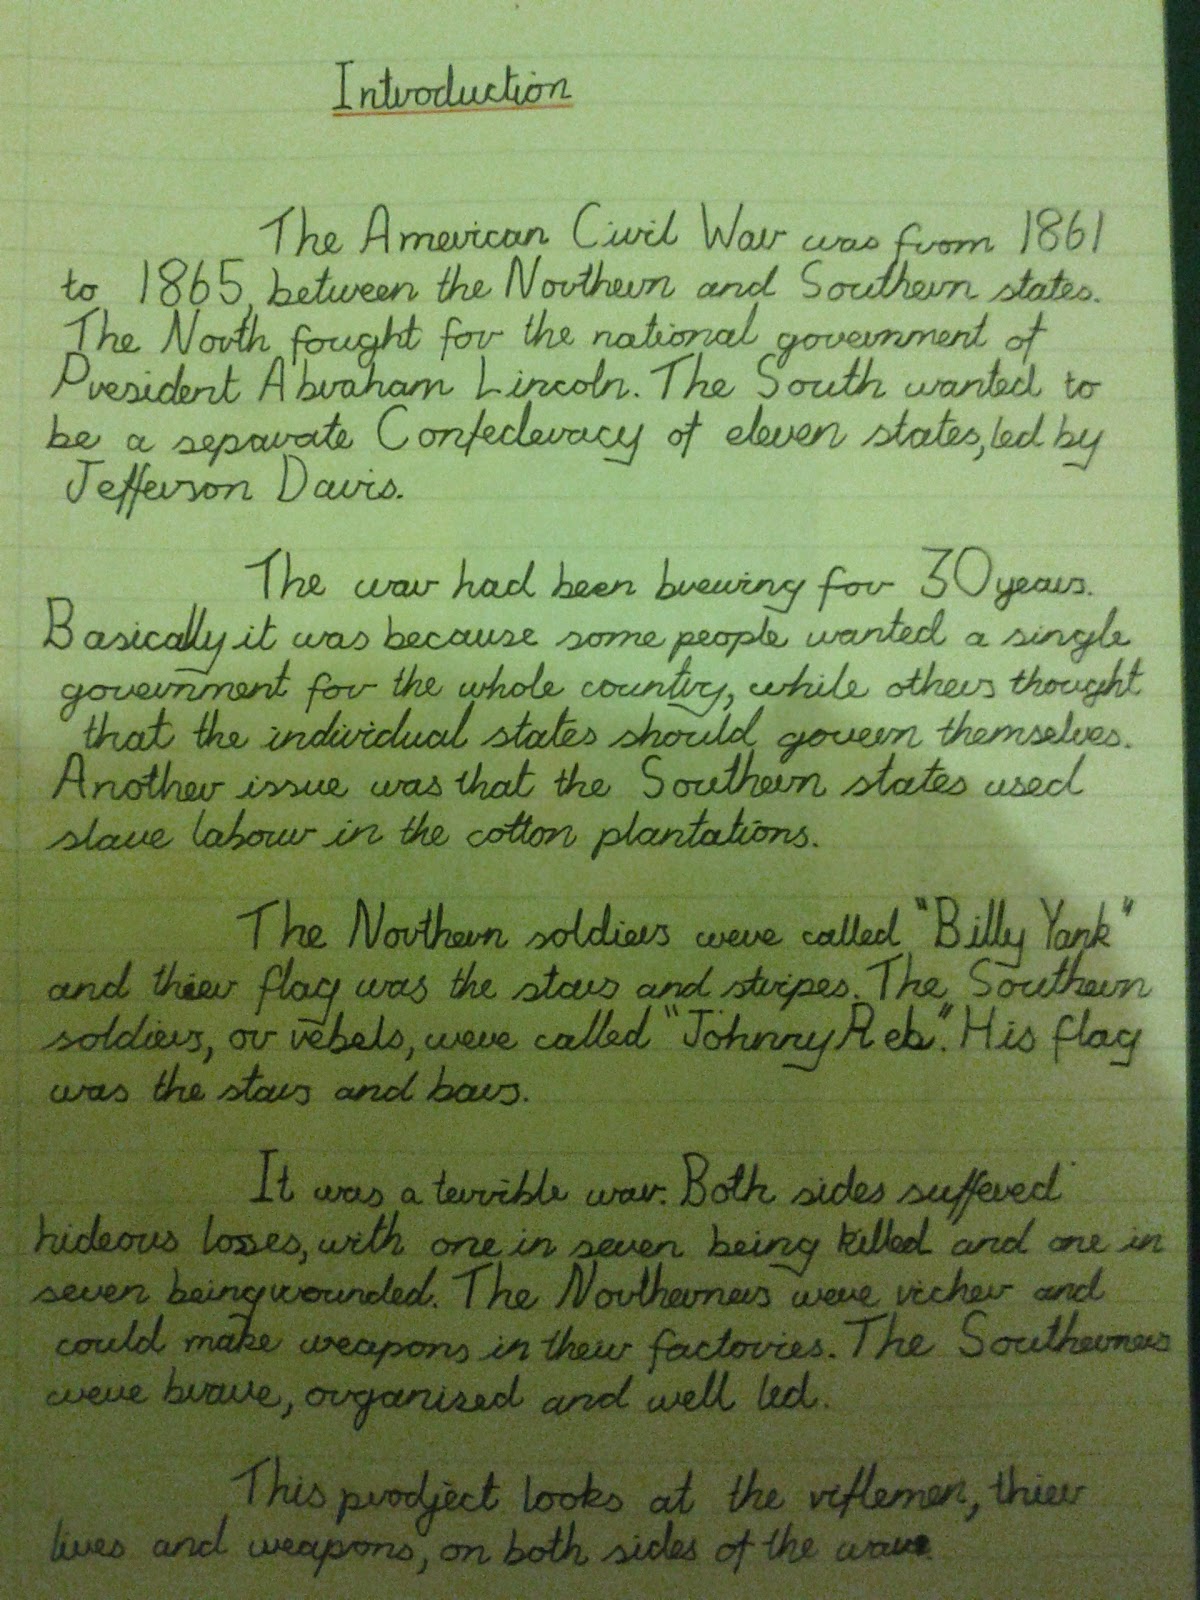 Introduction
The American Civil War was from 1861
to 1865, between the Northern and Southern states.
The North fought for the national government of
President Abraham Lincoln. The South wanted to
be a separate Confederacy of eleven states, led by
Jefferson Davis.
The war had been brewing for 30 years.
Basically it was because some people wanted a single
government for the whole country, while others thought
that the individual states should govern themselves.
Another issue was that the Southern states used
slave labour in the cotton plantations.
The Northern soldiers were called "Billy Yank"
and thier flag was the stars and stripes. The Southern
soldiers, or rebels, were called "Johnny Reb". His flag
was the stars and bars.
It was a terrible war. Both sides suffered
hideous losses, with one in seven being killed and one in
seven being wounded. The Northerners were richer and
could make weapons in their factories. The Southerners
were brave, organised and well led.
This prodject looks at the riflemen, thier
lives and weapons, on both sides of the war.